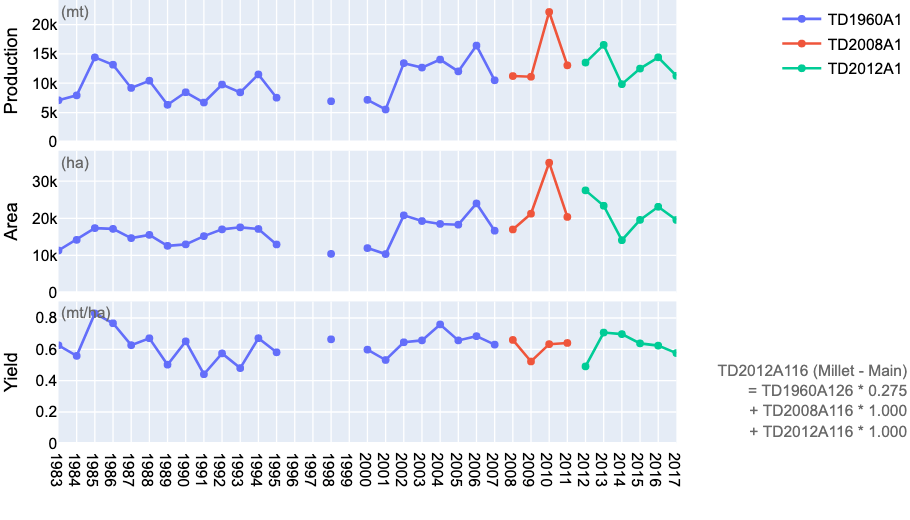 (mt)
Production
20k
15k
10k
5k
0
TD1960A1
TD2008A1
TD2012A1
(ha)
Area
30k
20k
10k
0
(mt/ha)
Yield
0.8
0.6
0.4
0.2
0
1983
1984
1985
1986
1987
1988
1989
1990
1991
1992
1993
1994
1995
1996
1997
1998
1999
2000
2001
2002
2003
2004
2005
2006
2007
2008
2009
2010
2011
2012
2013
2014
2015
2016
2017
TD2012A116 (Millet - Main)
= TD1960A126 * 0.275
+ TD2008A116 * 1.000
+ TD2012A116 * 1.000